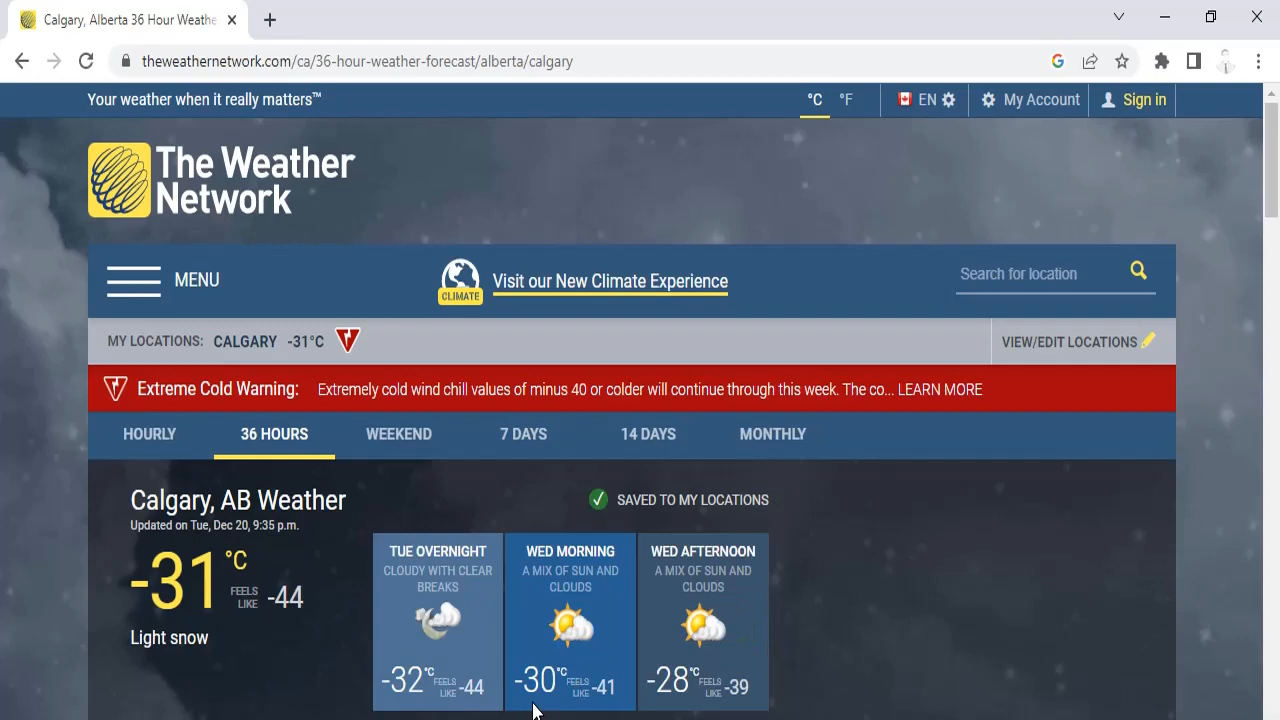 Calgary, Alberta 36 Hour Weathe
theweathernetwork.com/ca/36-hour-weather-forecast/alberta/calgary
Your weather when it really matters™
°C °F EN My Account Sign in
The Weather
Network
MENU
CLIMATE
Visit our New Climate Experience
Search for location
MY LOCATIONS: CALGARY -31°C
VIEW/EDIT LOCATIONS
Extreme Cold Warning: Extremely cold wind chill values of minus 40 or colder will continue through this week. The co... LEARN MORE
HOURLY 36 HOURS WEEKEND 7 DAYS 14 DAYS MONTHLY
Calgary, AB Weather
Updated on Tue, Dec 20, 9:35 p.m.
-31 °C
FEELS
LIKE -44
Light snow
SAVED TO MY LOCATIONS
TUE OVERNIGHT
CLOUDY WITH CLEAR
BREAKS
-32 °C FEELS
LIKE -44
WED MORNING
A MIX OF SUN AND
CLOUDS
-30 °C FEELS
LIKE -41
WED AFTERNOON
A MIX OF SUN AND
CLOUDS
-28 °C FEELS
LIKE -39